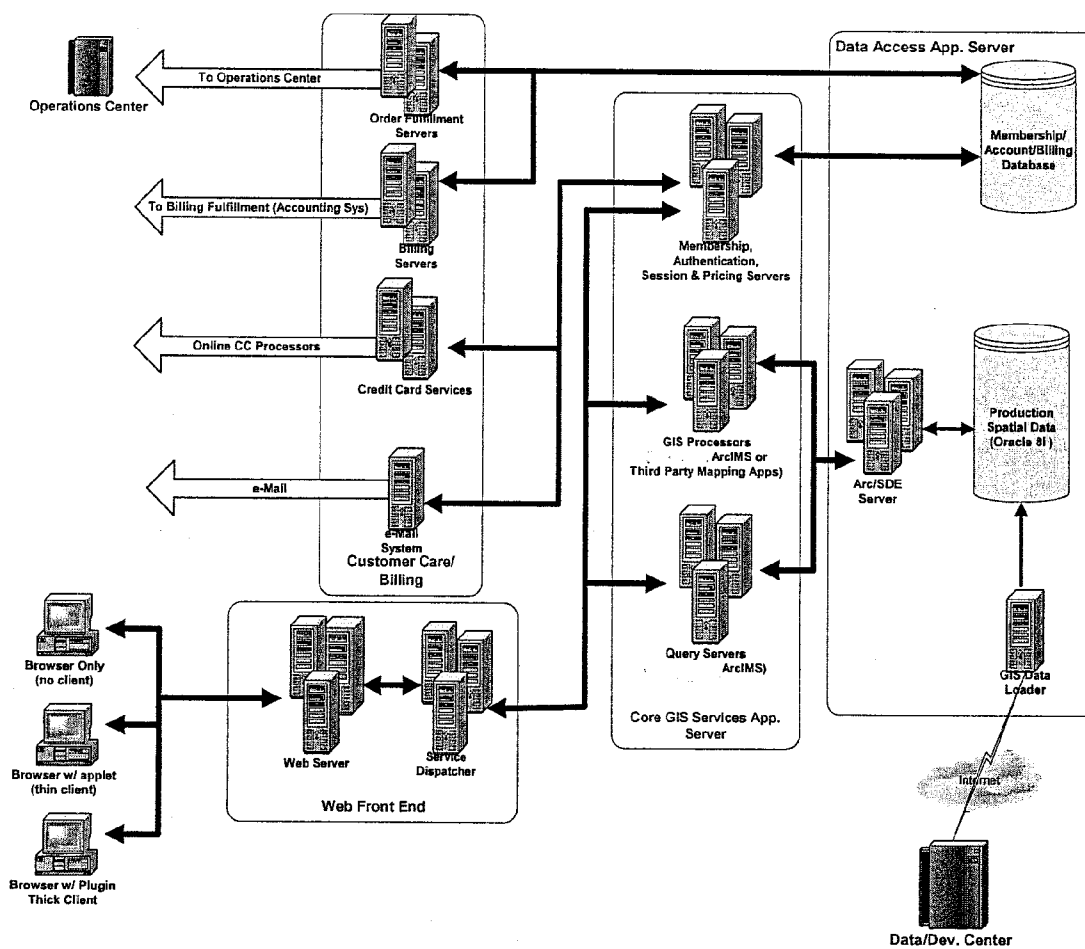 Data Access App. Server
Operations Center
To Operations Center
Order Fulfillment
Servers
Membership/
Account/Billing
Database
To Billing Fulfillment (Accounting Sys)
Billing
Servers
Membership,
Authentication,
Session & Pricing Servers
Online CC Processors
Credit Card Services
GIS Processors
ArcIMS or
Third Party Mapping Apps)
Production
Spatial Data
(Oracle 8i)
Arc/SDE
Server
e-Mail
e-Mail
System
Customer Care/
Billing
Query Servers
ArcIMS)
GIS Data
Loader
Core GIS Services App.
Server
Browser Only
(no client)
Browser w/ applet
(thin client)
Browser w/ Plugin
Thick Client
Web Server
Service
Dispatcher
Web Front End
Internet
Data/Dev. Center